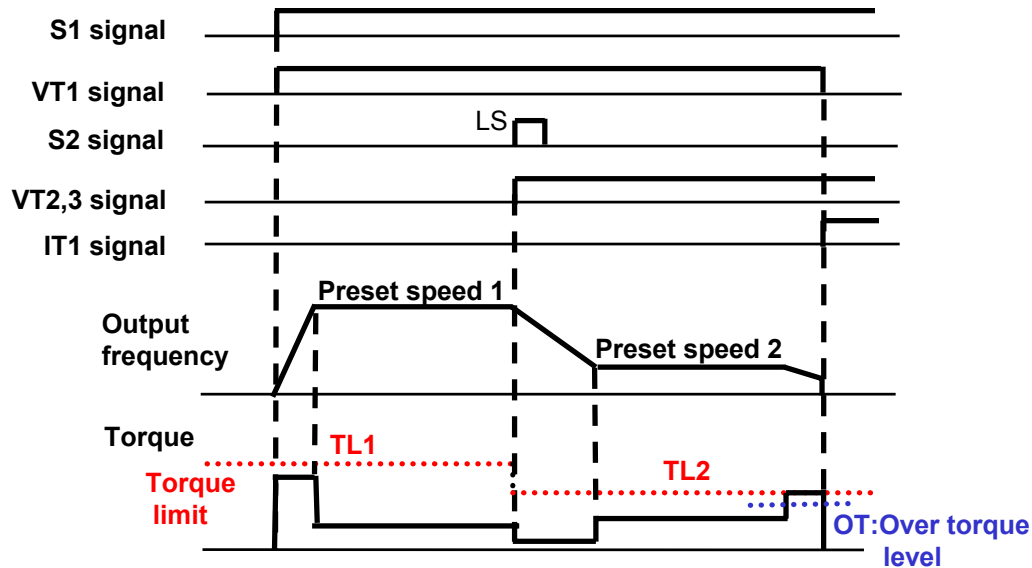 S1 signal
VT1 signal
LS
S2 signal
VT2,3 signal
IT1 signal
Preset speed 1
Output
frequency
Preset speed 2
Torque
TL1
TL2
Torque
limit
OT:Over torque
level